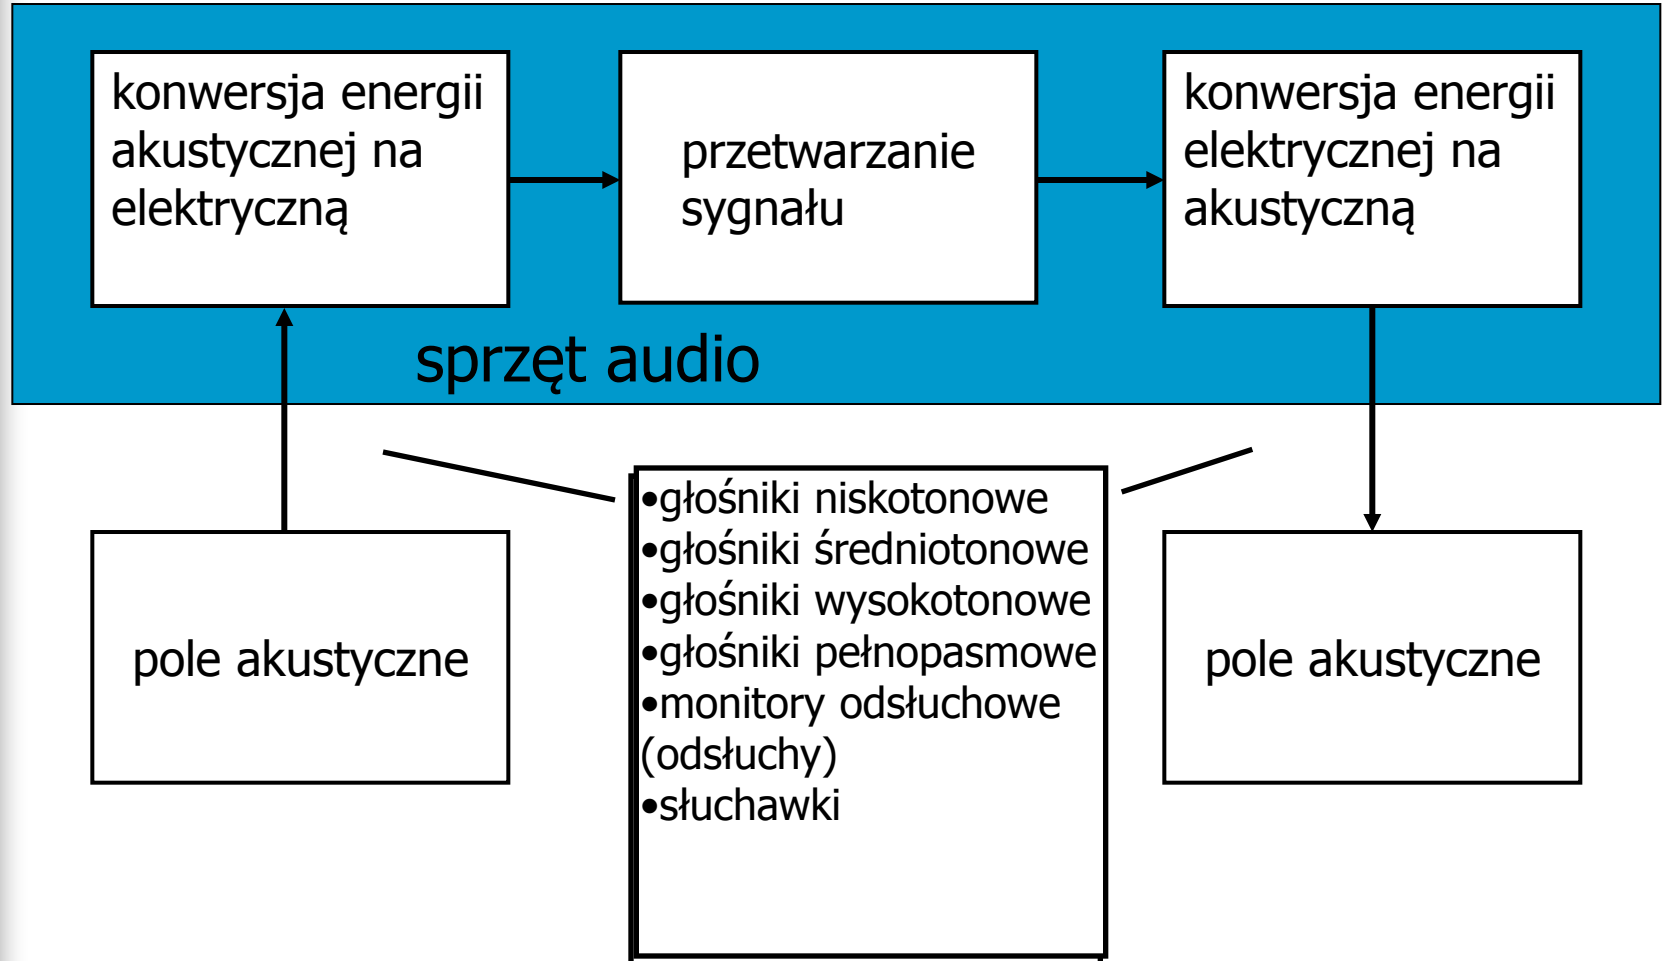 konwersja energii
akustycznej na
elektryczną
przetwarzanie
sygnału
konwersja energii
elektrycznej na
akustyczną
sprzęt audio
pole akustyczne
•głośniki niskotonowe
•głośniki średniotonowe
•głośniki wysokotonowe
•głośniki pełnopasmowe
•monitory odsłuchowe
(odsłuchy)
•słuchawki
pole akustyczne